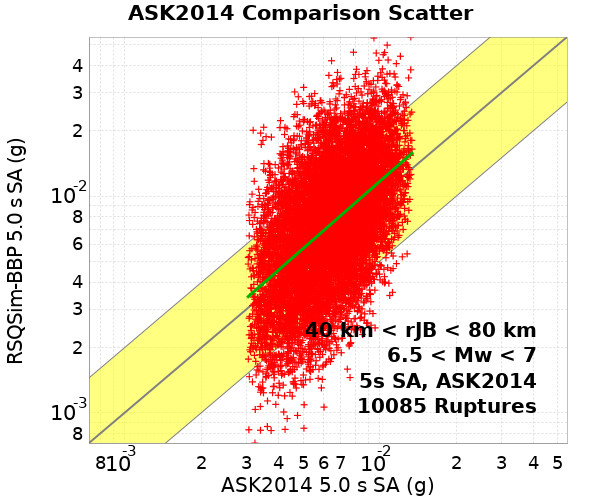 ASK2014 Comparison Scatter
RSQSim-BBP 5.0 s SA (g)
4
3
2
10-2
8
6
4
3
2
10-3
8
40 km < rJB < 80 km
6.5 < Mw < 7
5s SA, ASK2014
10085 Ruptures
8 10-3 2 3 4 5 6 7 10-2 2 3 4 5
ASK2014 5.0 s SA (g)